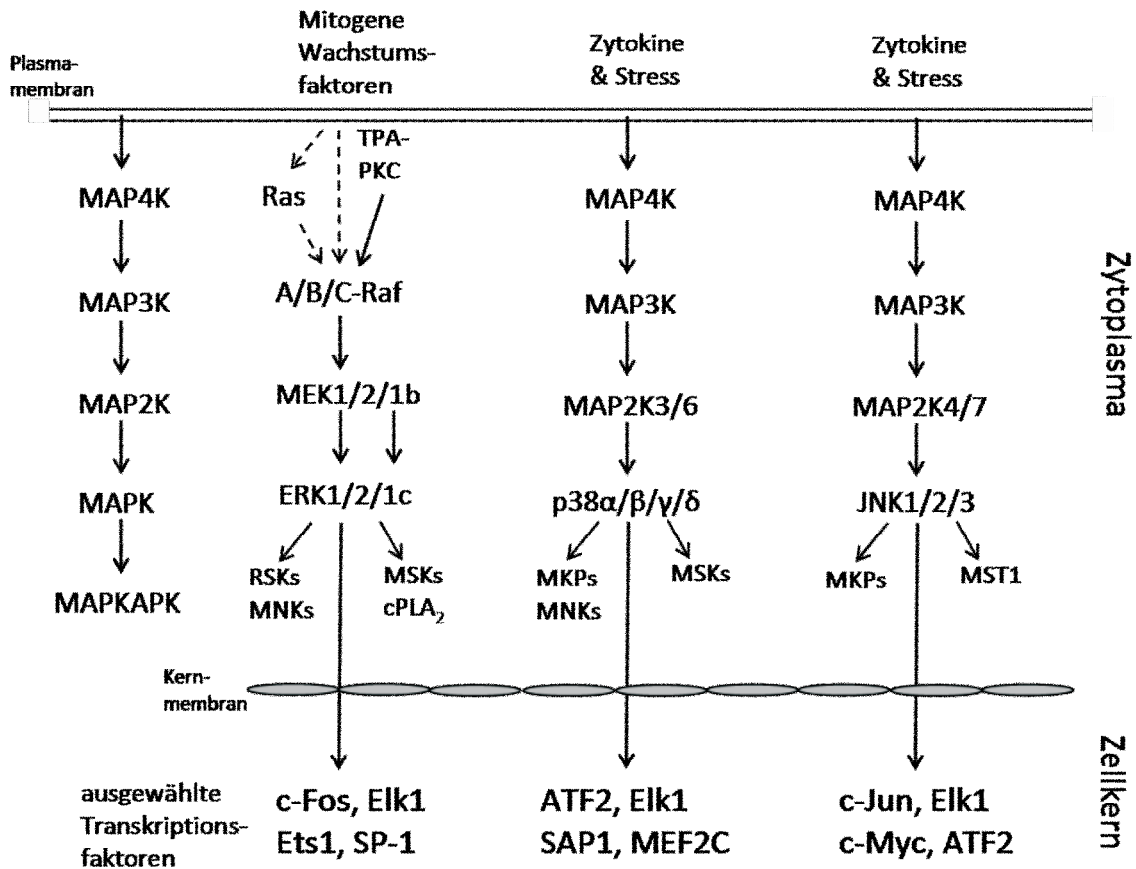 Plasma-
membran
Mitogene
Wachstums-
faktoren
Zytokine
& Stress
Zytokine
& Stress
MAP4K
MAP3K
MAP2K
MAPK
MAPKAPK
TPA-
PKC
Ras
A/B/C-Raf
MEK1/2/1b
ERK1/2/1c
RSKs
MNKs
MSKs
cPLA₂
MAP4K
MAP3K
MAP2K3/6
p38α/β/γ/δ
MKPs
MNKs
MSKs
MAP4K
MAP3K
MAP2K4/7
JNK1/2/3
MKPs
MST1
Zytoplasma
Kern-
membran
Zellkern
ausgewählte
Transkriptions-
faktoren
c-Fos, Elk1
Ets1, SP-1
ATF2, Elk1
SAP1, MEF2C
c-Jun, Elk1
c-Myc, ATF2